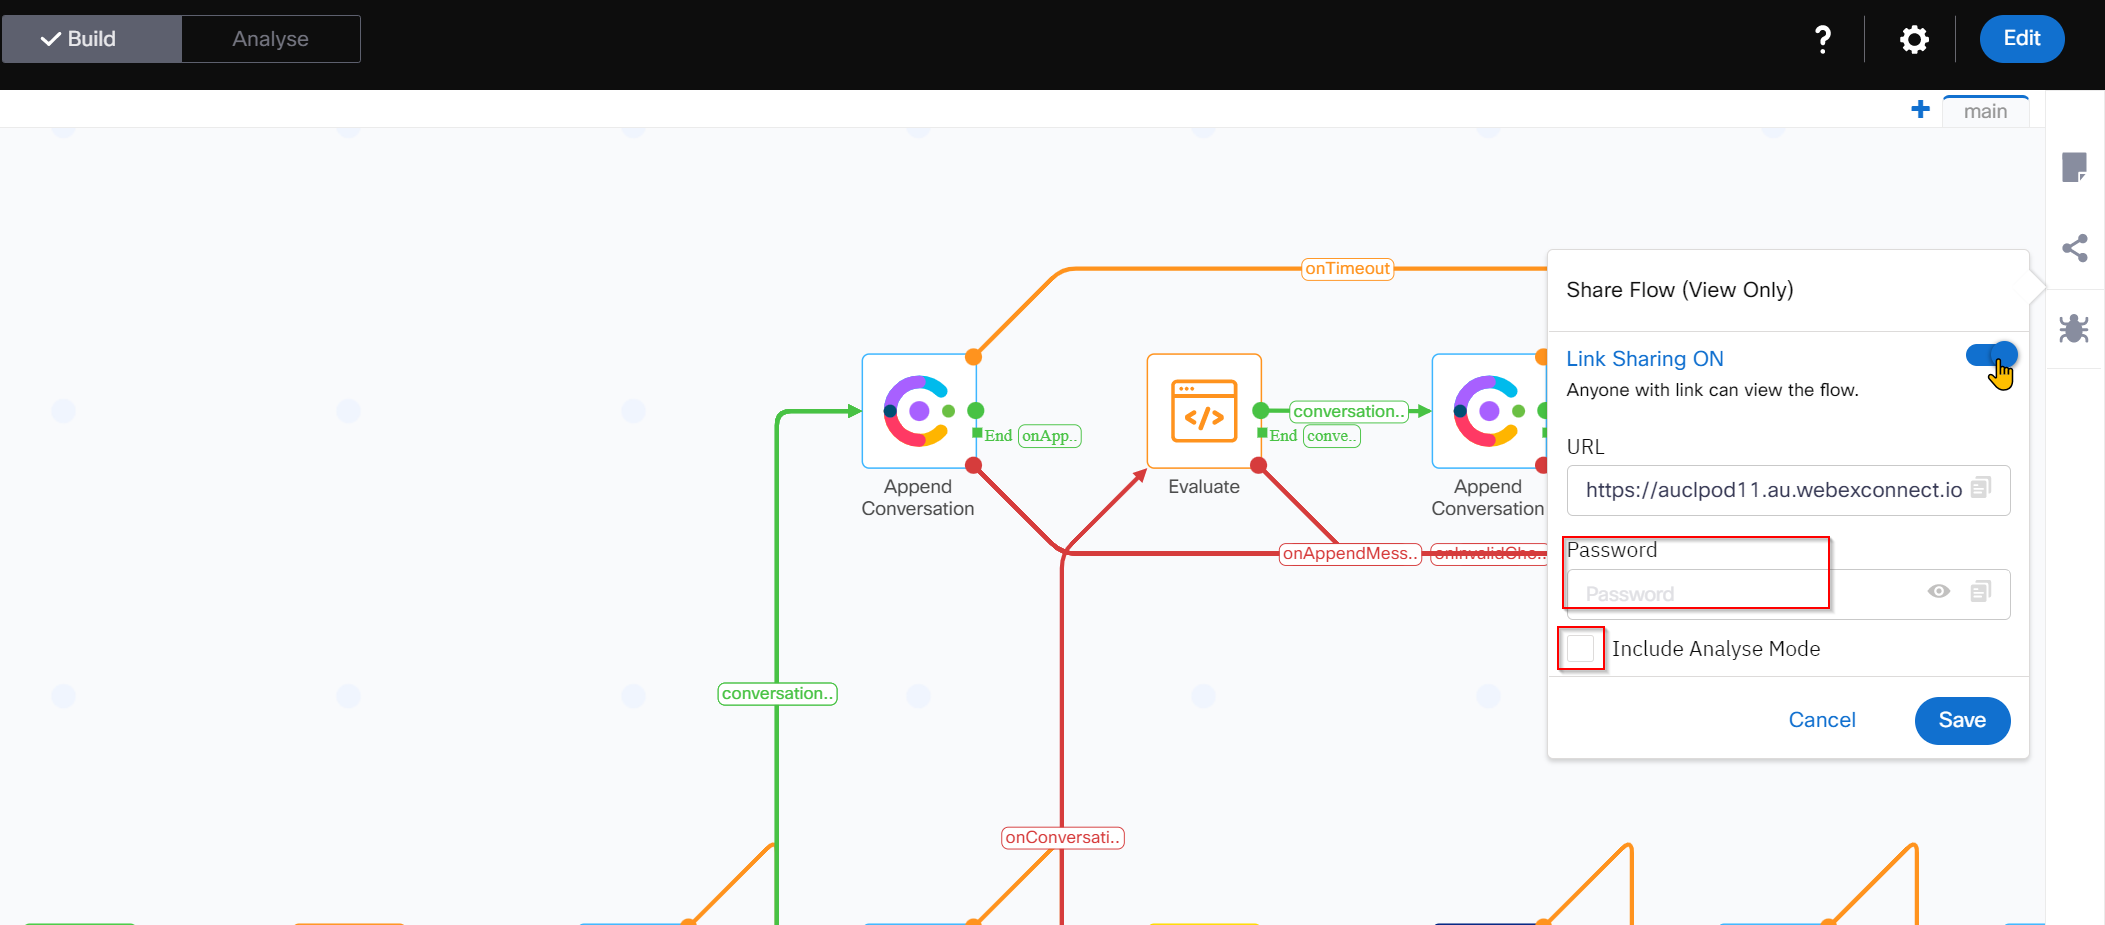 Build
Analyse
?
Edit
+ main
onTimeout
Share Flow (View Only)
Link Sharing ON
Anyone with link can view the flow.
conversation..
End onApp..
End conve..
URL
https://auclpod11.au.webexconnect.io
Append
Conversation
Evaluate
Append
Conversation
onAppendMess..
onInvalidCho..
Password
Password
Include Analyse Mode
conversation..
Cancel
Save
onConversati..